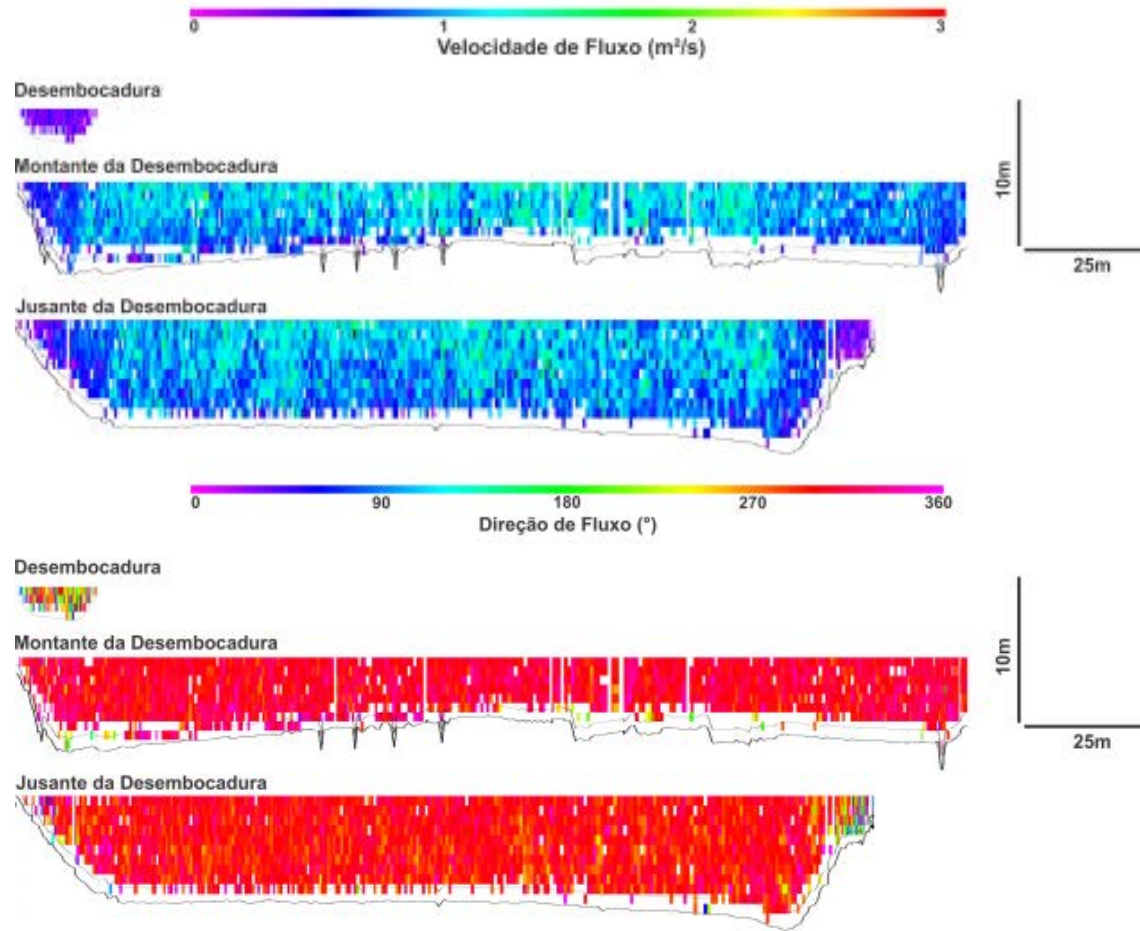 0 1 2 3
Velocidade de Fluxo (m²/s)
Desembocadura
Montante da Desembocadura
10m
25m
Jusante da Desembocadura
0 90 180 270 360
Direção de Fluxo (°)
Desembocadura
Montante da Desembocadura
10m
25m
Jusante da Desembocadura